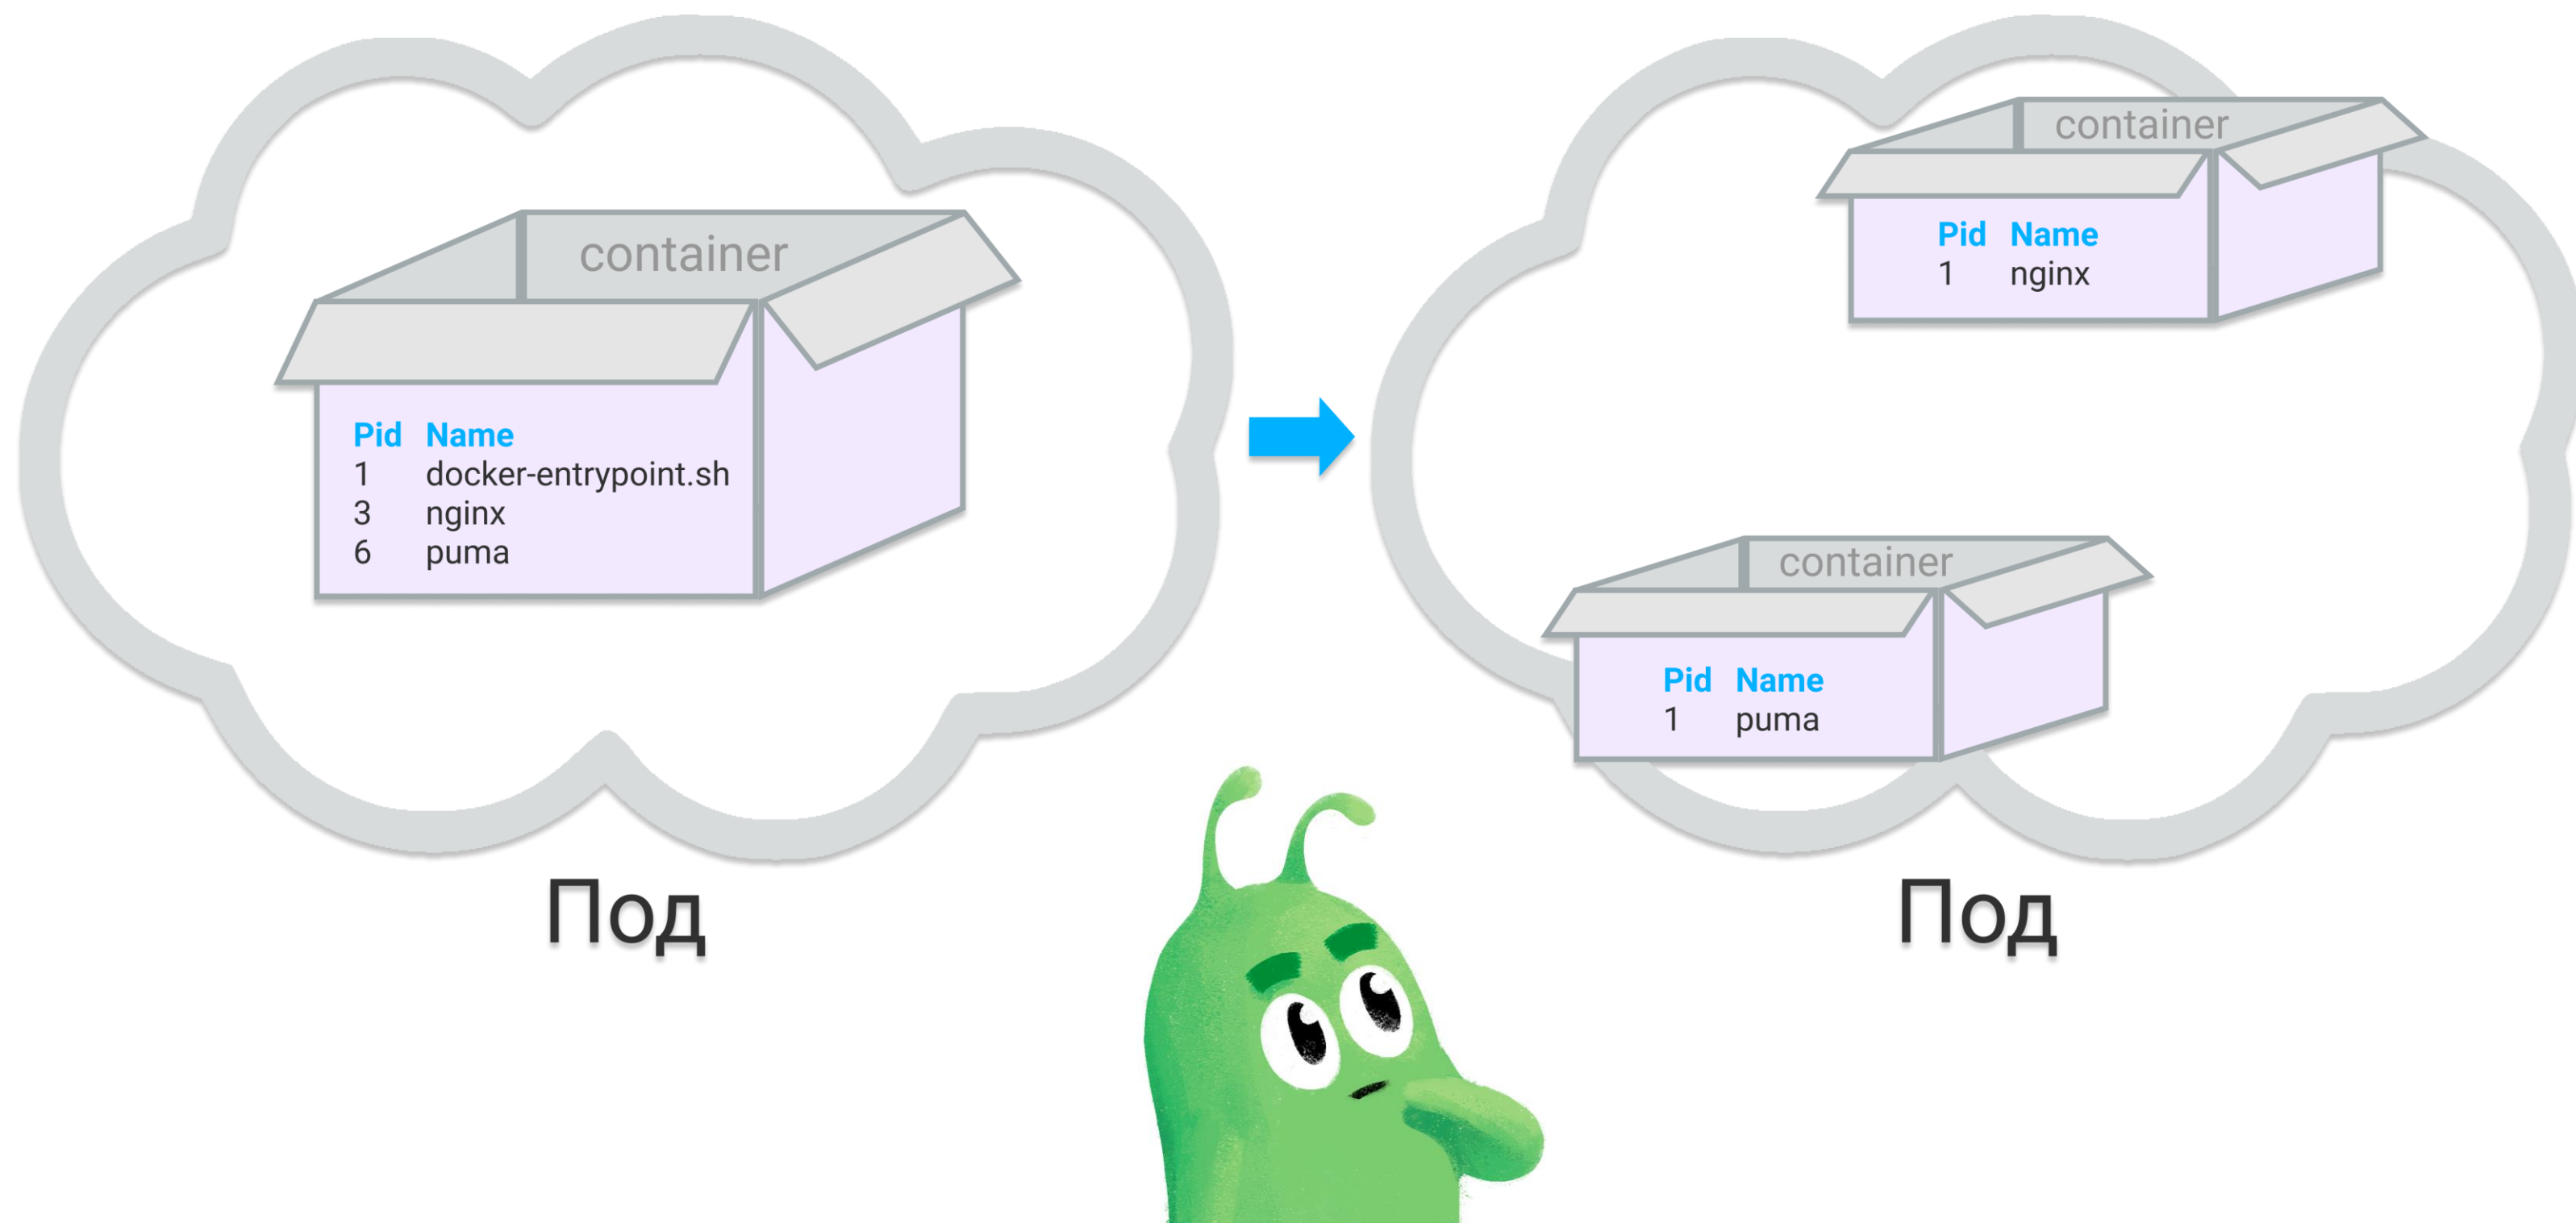 container
Pid Name
1 docker-entrypoint.sh
3 nginx
6 puma
Под
container
Pid Name
1 nginx
container
Pid Name
1 puma
Под